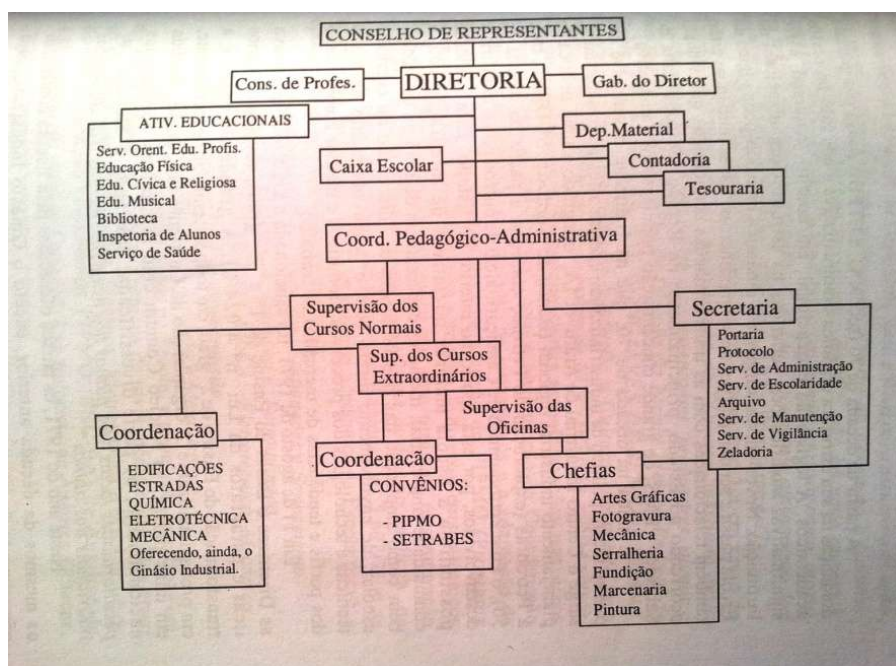 CONSELHO DE REPRESENTANTES
Cons. de Profes.
DIRETORIA
Gab. do Diretor
ATIV. EDUCACIONAIS
Serv. Orent. Edu. Profis.
Educação Física
Edu. Cívica e Religiosa
Edu. Musical
Biblioteca
Inspetoria de Alunos
Serviço de Saúde
Dep.Material
Caixa Escolar
Contadoria
Tesouraria
Coord. Pedagógico-Administrativa
Supervisão dos
Cursos Normais
Sup. dos Cursos
Extraordinários
Supervisão das
Oficinas
Secretaria
Portaria
Protocolo
Serv. de Administração
Serv. de Escolaridade
Arquivo
Serv. de Manutenção
Serv. de Vigilância
Zeladoria
Coordenação
EDIFICAÇÕES
ESTRADAS
QUÍMICA
ELETROTÉCNICA
MECÂNICA
Oferecendo, ainda, o
Ginásio Industrial.
Coordenação
CONVÊNIOS:
- PIPMO
- SETRABES
Chefias
Artes Gráficas
Fotogravura
Mecânica
Serralheria
Fundição
Marcenaria
Pintura